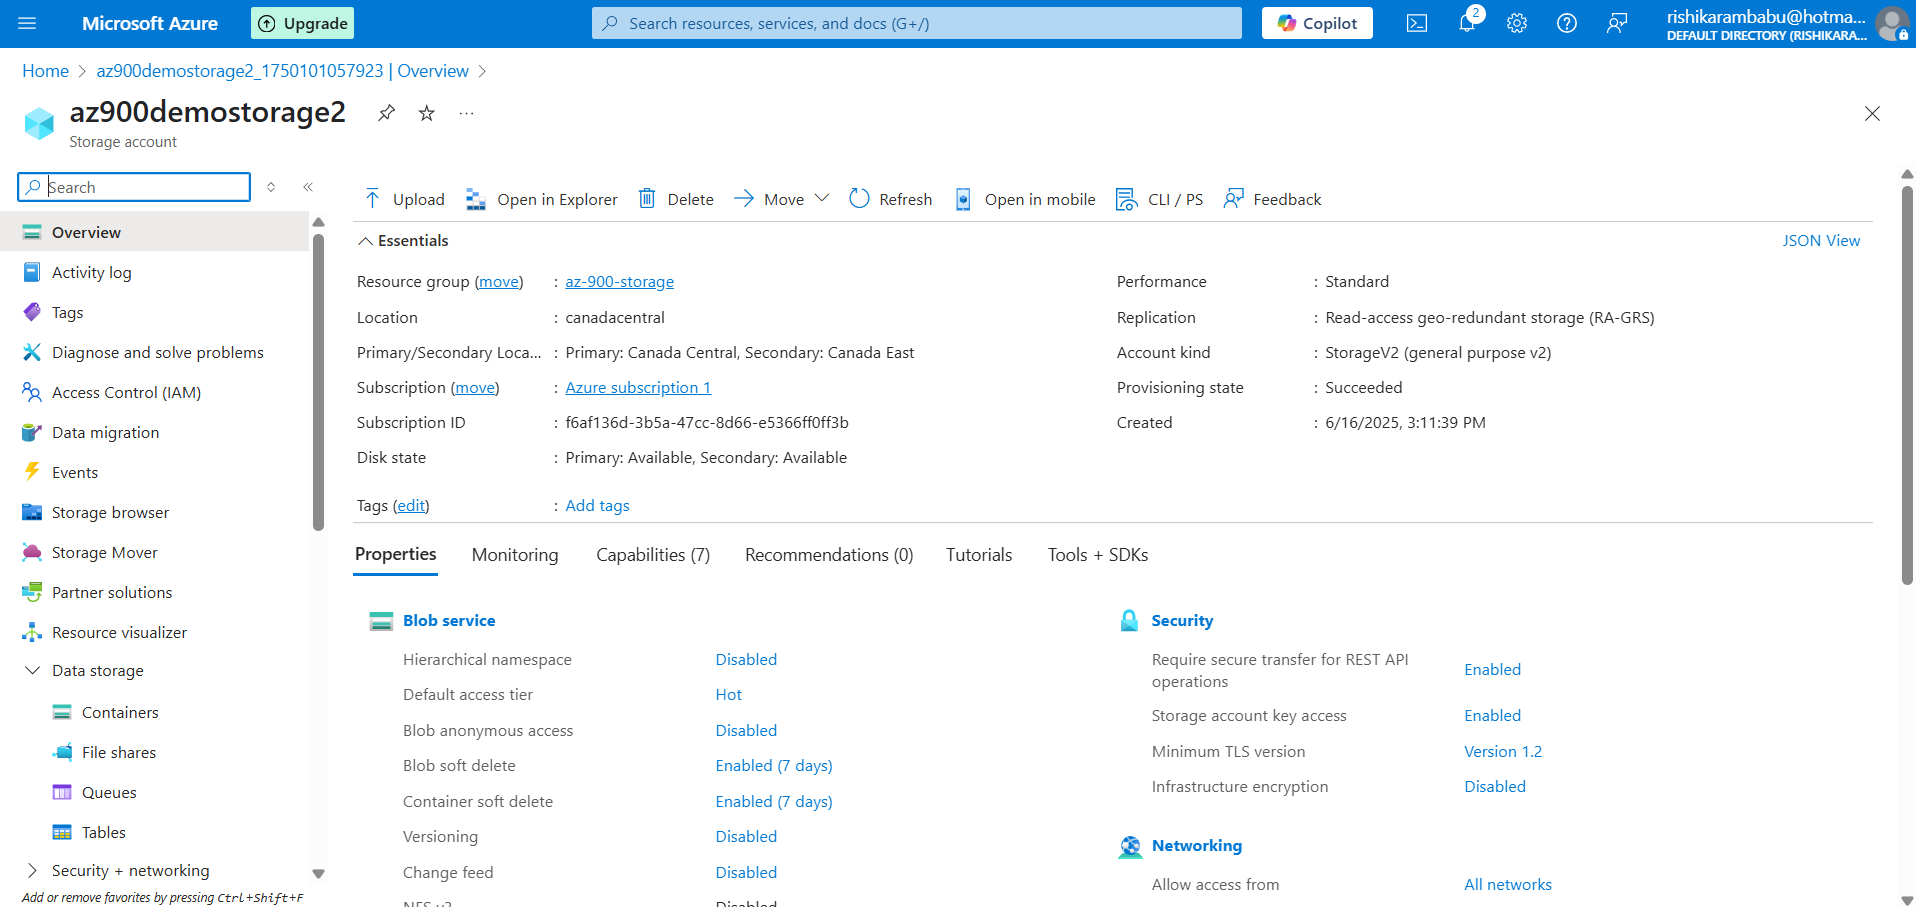 Microsoft Azure
Upgrade
Search resources, services, and docs (G+/)
Copilot
2
rishikarambabu@hotma...
DEFAULT DIRECTORY (RISHIKARA...
Home > az900demostorage2_1750101057923 | Overview >
az900demostorage2
Storage account
Search
Overview
Activity log
Tags
Diagnose and solve problems
Access Control (IAM)
Data migration
Events
Storage browser
Storage Mover
Partner solutions
Resource visualizer
Data storage
Containers
File shares
Queues
Tables
Security + networking
Add or remove favorites by pressing Ctrl+Shift+F
Upload Open in Explorer Delete Move Refresh Open in mobile CLI / PS Feedback
Essentials
JSON View
Resource group (move) : az-900-storage
Location : canadacentral
Primary/Secondary Loca... : Primary: Canada Central, Secondary: Canada East
Subscription (move) : Azure subscription 1
Subscription ID : f6af136d-3b5a-47cc-8d66-e5366ff0ff3b
Disk state : Primary: Available, Secondary: Available
Tags (edit) : Add tags
Performance : Standard
Replication : Read-access geo-redundant storage (RA-GRS)
Account kind : StorageV2 (general purpose v2)
Provisioning state : Succeeded
Created : 6/16/2025, 3:11:39 PM
Properties Monitoring Capabilities (7) Recommendations (0) Tutorials Tools + SDKs
Blob service
Hierarchical namespace Disabled
Default access tier Hot
Blob anonymous access Disabled
Blob soft delete Enabled (7 days)
Container soft delete Enabled (7 days)
Versioning Disabled
Change feed Disabled
NFS v3 Disabled
Security
Require secure transfer for REST API
operations Enabled
Storage account key access Enabled
Minimum TLS version Version 1.2
Infrastructure encryption Disabled
Networking
Allow access from All networks